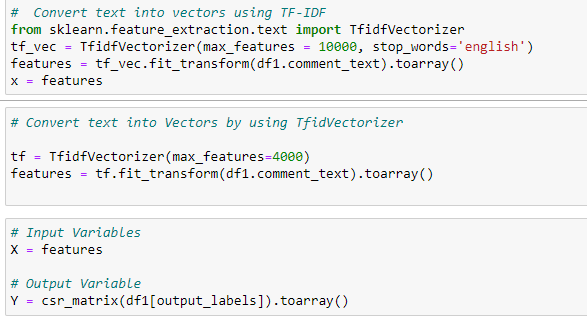 # Convert text into vectors using TF-IDF
from sklearn.feature_extraction.text import TfidfVectorizer
tf_vec = TfidfVectorizer(max_features = 10000, stop_words='english')
features = tf_vec.fit_transform(df1.comment_text).toarray()
x = features
# Convert text into Vectors by using TfidVectorizer
tf = TfidfVectorizer(max_features=4000)
features = tf.fit_transform(df1.comment_text).toarray()
# Input Variables
X = features
# Output Variable
Y = csr_matrix(df1[output_labels]).toarray()